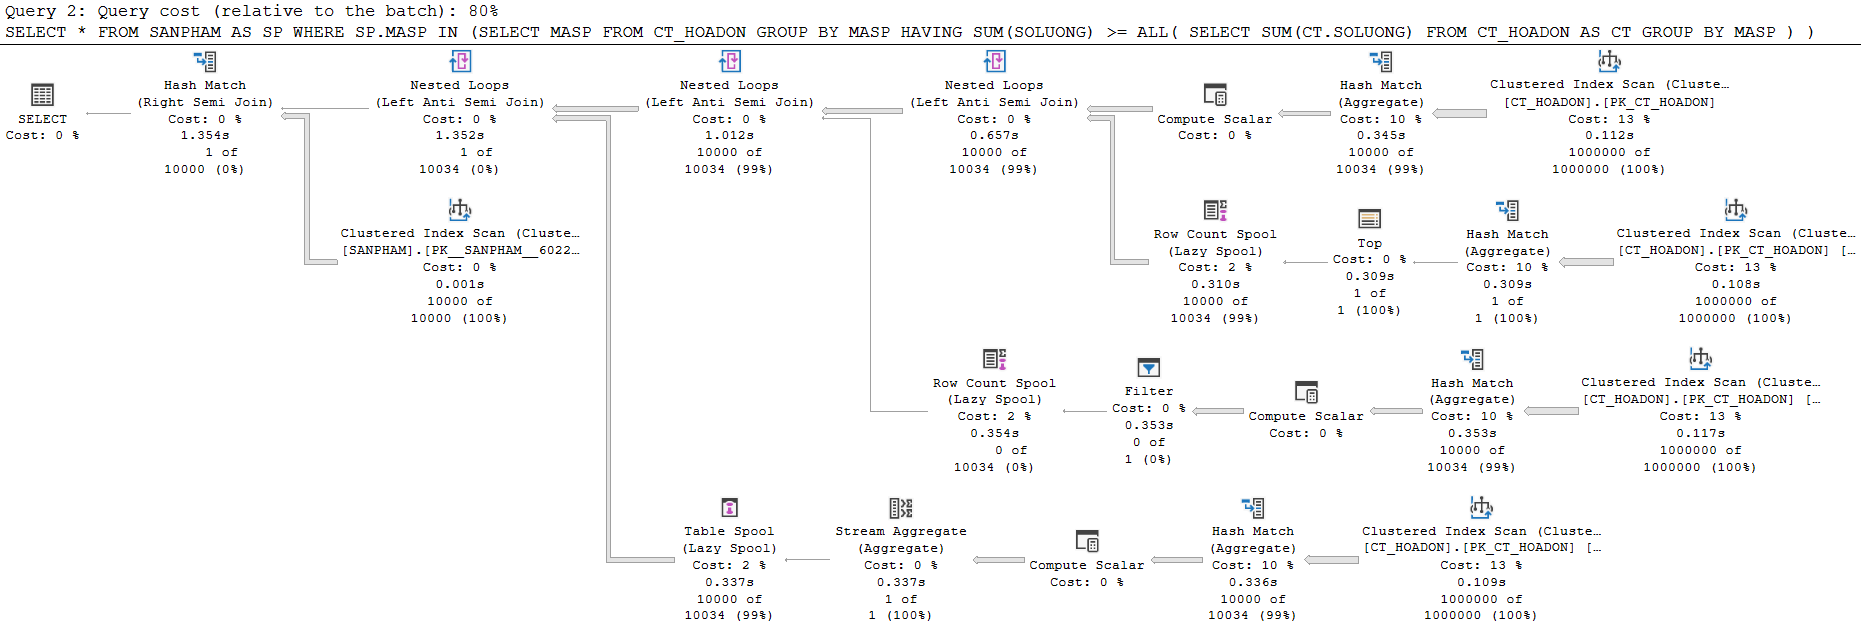 Query 2: Query cost (relative to the batch): 80%
SELECT * FROM SANPHAM AS SP WHERE SP.MASP IN (SELECT MASP FROM CT_HOADON GROUP BY MASP HAVING SUM(SOLUONG) >= ALL( SELECT SUM(CT.SOLUONG) FROM CT_HOADON AS CT GROUP BY MASP ) )
SELECT
Cost: 0 %
Hash Match
(Right Semi Join)
Cost: 0 %
1.354s
1 of
10000 (0%)
Nested Loops
(Left Anti Semi Join)
Cost: 0 %
1.352s
1 of
10034 (0%)
Nested Loops
(Left Anti Semi Join)
Cost: 0 %
1.012s
10000 of
10034 (99%)
Nested Loops
(Left Anti Semi Join)
Cost: 0 %
0.657s
10000 of
10034 (99%)
Compute Scalar
Cost: 0 %
Hash Match
(Aggregate)
Cost: 10 %
0.345s
10000 of
10034 (99%)
Clustered Index Scan (Cluste…
[CT_HOADON].[PK_CT_HOADON]
Cost: 13 %
0.112s
1000000 of
1000000 (100%)
Clustered Index Scan (Cluste…
[SANPHAM].[PK__SANPHAM__6022…
Cost: 0 %
0.001s
10000 of
10000 (100%)
Row Count Spool
(Lazy Spool)
Cost: 2 %
0.310s
10000 of
10034 (99%)
Top
Cost: 0 %
0.309s
1 of
1 (100%)
Hash Match
(Aggregate)
Cost: 10 %
0.309s
1 of
1 (100%)
Clustered Index Scan (Cluste…
[CT_HOADON].[PK_CT_HOADON] […
Cost: 13 %
0.108s
1000000 of
1000000 (100%)
Row Count Spool
(Lazy Spool)
Cost: 2 %
0.354s
0 of
10034 (0%)
Filter
Cost: 0 %
0.353s
0 of
1 (0%)
Compute Scalar
Cost: 0 %
Hash Match
(Aggregate)
Cost: 10 %
0.353s
10000 of
10034 (99%)
Clustered Index Scan (Cluste…
[CT_HOADON].[PK_CT_HOADON] […
Cost: 13 %
0.117s
1000000 of
1000000 (100%)
Table Spool
(Lazy Spool)
Cost: 2 %
0.337s
10000 of
10034 (99%)
Stream Aggregate
(Aggregate)
Cost: 0 %
0.337s
1 of
1 (100%)
Compute Scalar
Cost: 0 %
Hash Match
(Aggregate)
Cost: 10 %
0.336s
10000 of
10034 (99%)
Clustered Index Scan (Cluste…
[CT_HOADON].[PK_CT_HOADON] […
Cost: 13 %
0.109s
1000000 of
1000000 (100%)